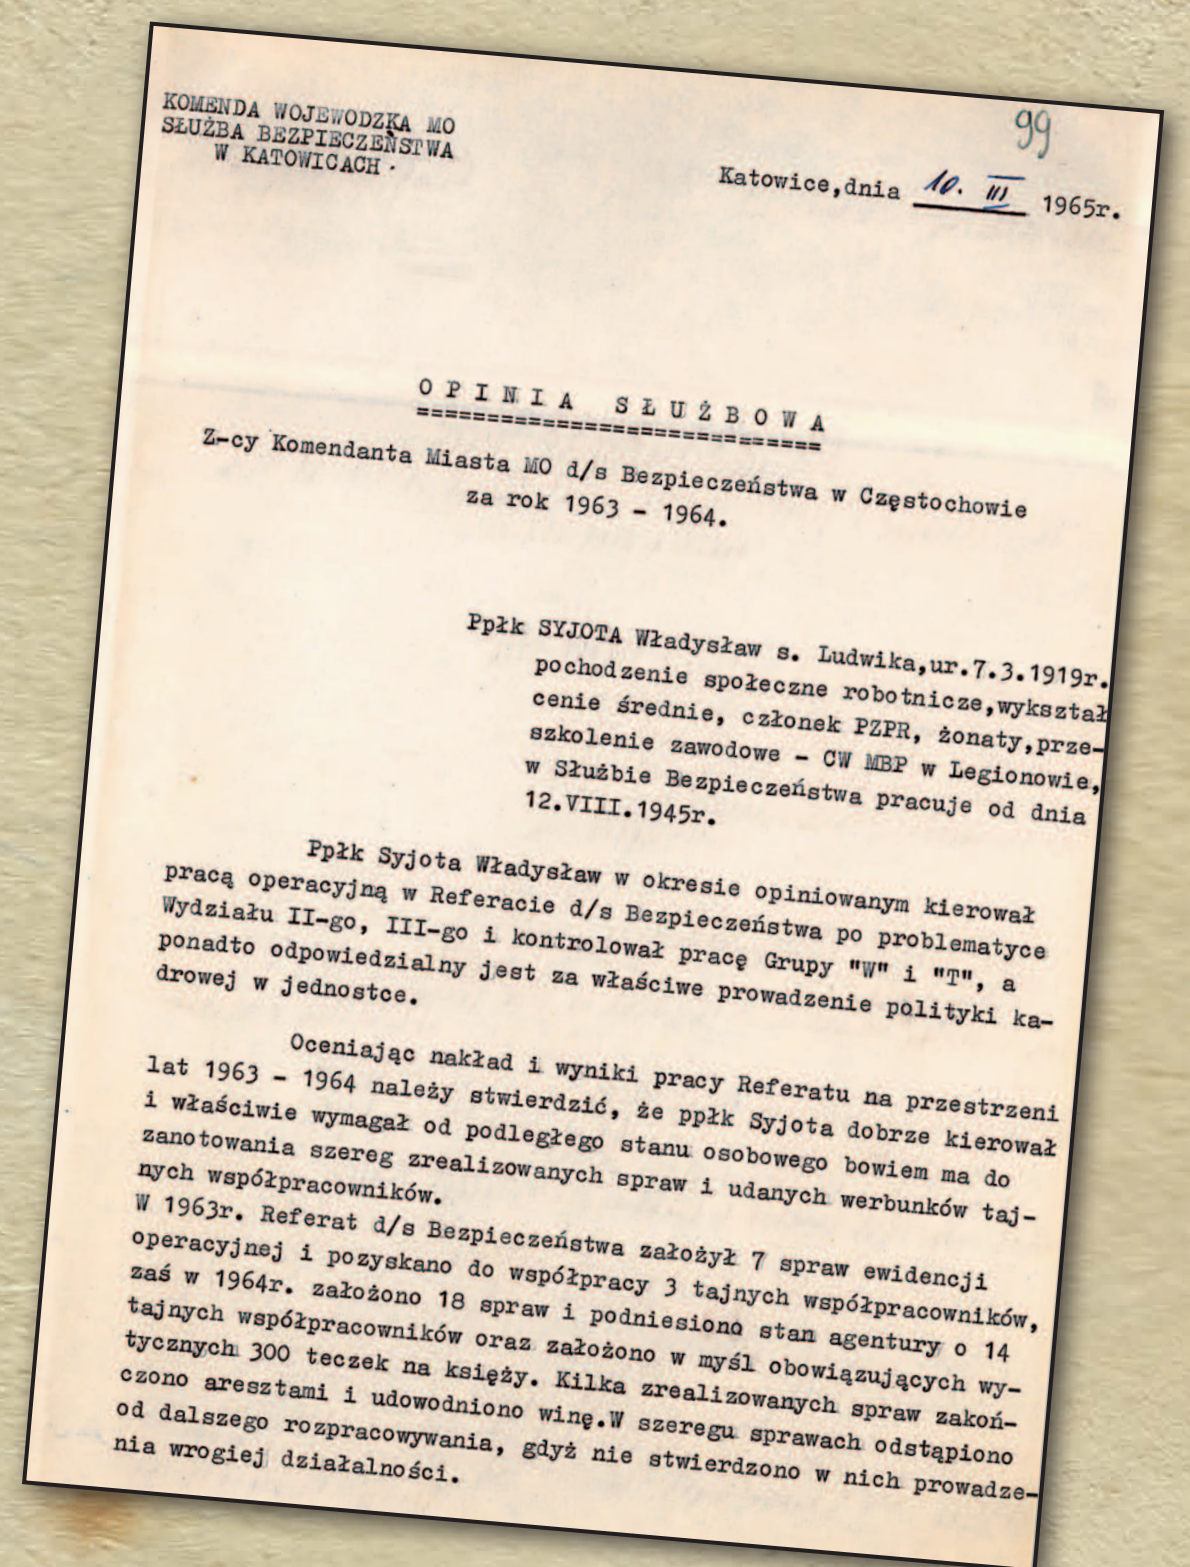 KOMENDA WOJEWODZKA MO
SŁUŻBA BEZPIECZEŃSTWA
W KATOWICACH
99
Katowice,dnia 10. III 1965r.
O P I N I A S Ł U Ż B O W A
===========================
Z-cy Komendanta Miasta MO d/s Bezpieczeństwa w Częstochowie
za rok 1963 - 1964.
Ppłk SYJOTA Władysław s. Ludwika,ur.7.3.1919r.
pochodzenie społeczne robotnicze,wykształ
cenie średnie, członek PZPR, żonaty,prze-
szkolenie zawodowe - CW MBP w Legionowie,
w Służbie Bezpieczeństwa pracuje od dnia
12.VIII.1945r.
Ppłk Syjota Władysław w okresie opiniowanym kierował
pracą operacyjną w Referacie d/s Bezpieczeństwa po problematyce
Wydziału II-go, III-go i kontrolował pracę Grupy "W" i "T", a
ponadto odpowiedzialny jest za właściwe prowadzenie polityki ka-
drowej w jednostce.
Oceniając nakład i wyniki pracy Referatu na przestrzeni
lat 1963 - 1964 należy stwierdzić, że ppłk Syjota dobrze kierował
i właściwie wymagał od podległego stanu osobowego bowiem ma do
zanotowania szereg zrealizowanych spraw i udanych werbunków taj-
nych współpracowników.
W 1963r. Referat d/s Bezpieczeństwa założył 7 spraw ewidencji
operacyjnej i pozyskano do współpracy 3 tajnych współpracowników,
zaś w 1964r. założono 18 spraw i podniesiono stan agentury o 14
tajnych współpracowników oraz założono w myśl obowiązujących wy-
tycznych 300 teczek na księży. Kilka zrealizowanych spraw zakoń-
czono aresztami i udowodniono winę.W szeregu sprawach odstąpiono
od dalszego rozpracowywania, gdyż nie stwierdzono w nich prowadze-
nia wrogiej działalności.